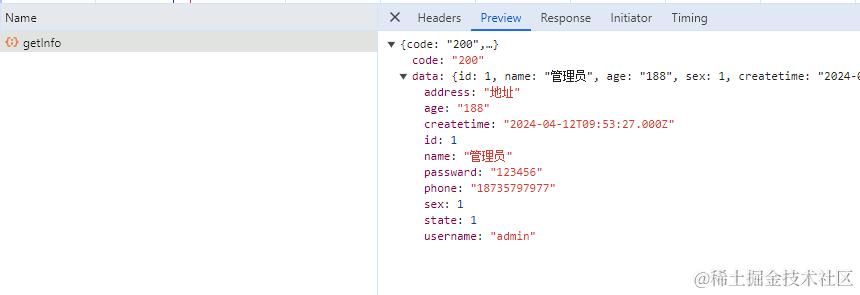 Name
getInfo
Headers Preview Response Initiator Timing
{code: "200",…}
code: "200"
data: {id: 1, name: "管理员", age: "188", sex: 1, createtime: "2024-0
address: "地址"
age: "188"
createtime: "2024-04-12T09:53:27.000Z"
id: 1
name: "管理员"
passward: "123456"
phone: "18735797977"
sex: 1
state: 1
username: "admin"
@稀土掘金技术社区